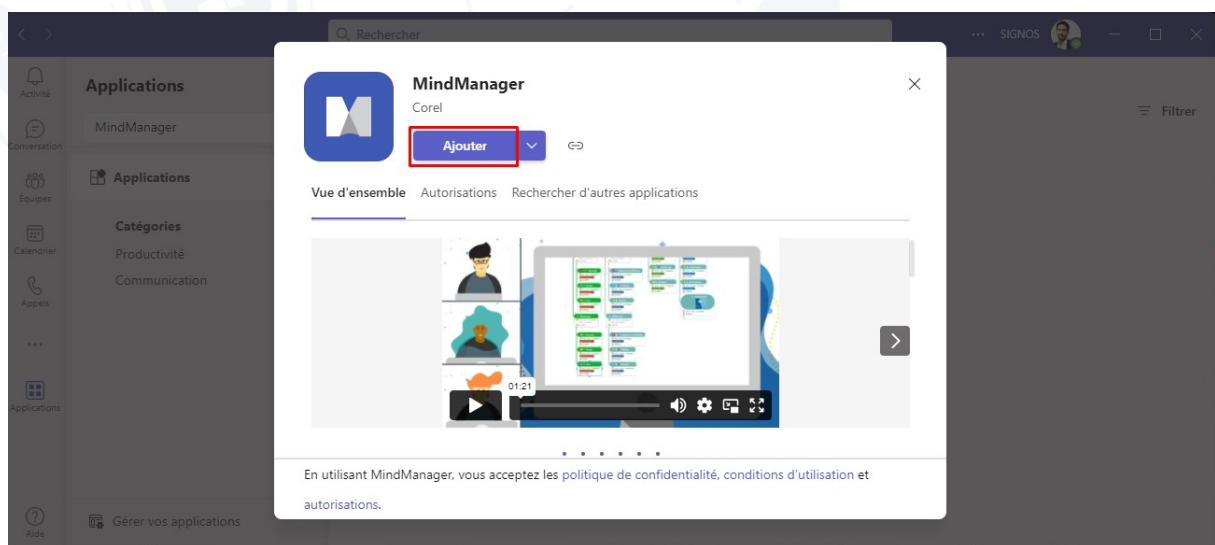 Rechercher
SIGNOS
Activité
Applications
MindManager
Conversation
Applications
Équipes
Catégories
Calendrier
Productivité
Communication
Appels
Applications
Gérer vos applications
Aide
Filtrer
MindManager
Corel
Ajouter
Vue d'ensemble Autorisations Rechercher d'autres applications
01:21
En utilisant MindManager, vous acceptez les politique de confidentialité, conditions d'utilisation et
autorisations.